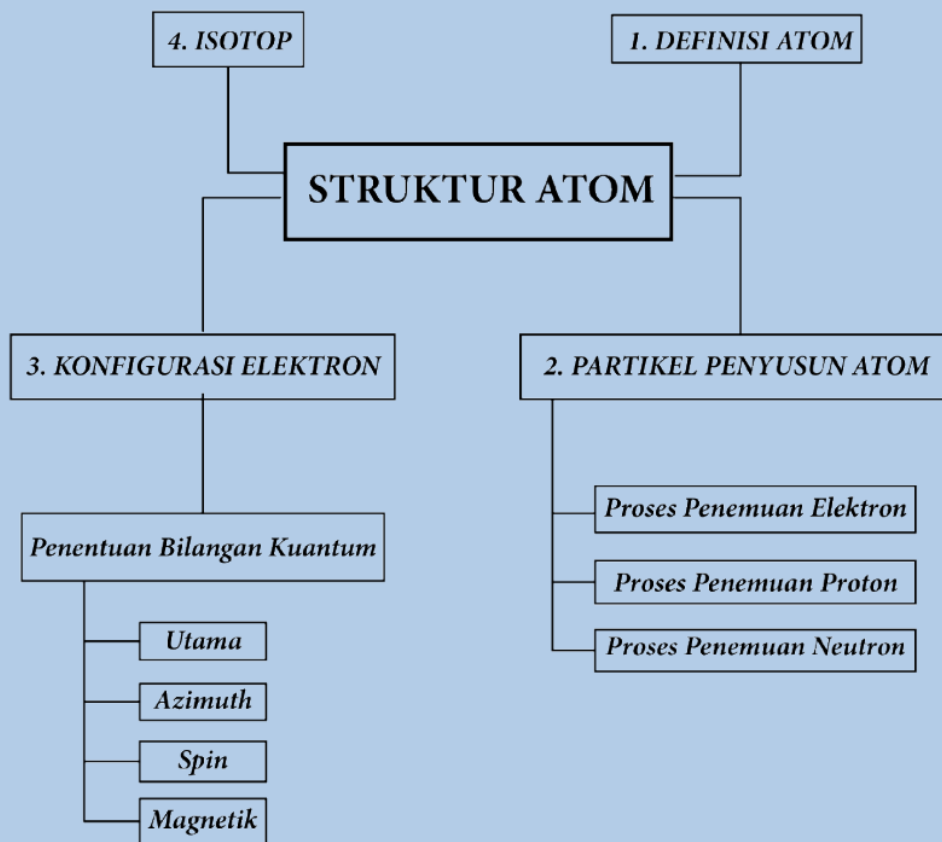 4. ISOTOP
1. DEFINISI ATOM
STRUKTUR ATOM
3. KONFIGURASI ELEKTRON
2. PARTIKEL PENYUSUN ATOM
Proses Penemuan Elektron
Penentuan Bilangan Kuantum
Proses Penemuan Proton
Utama
Proses Penemuan Neutron
Azimuth
Spin
Magnetik